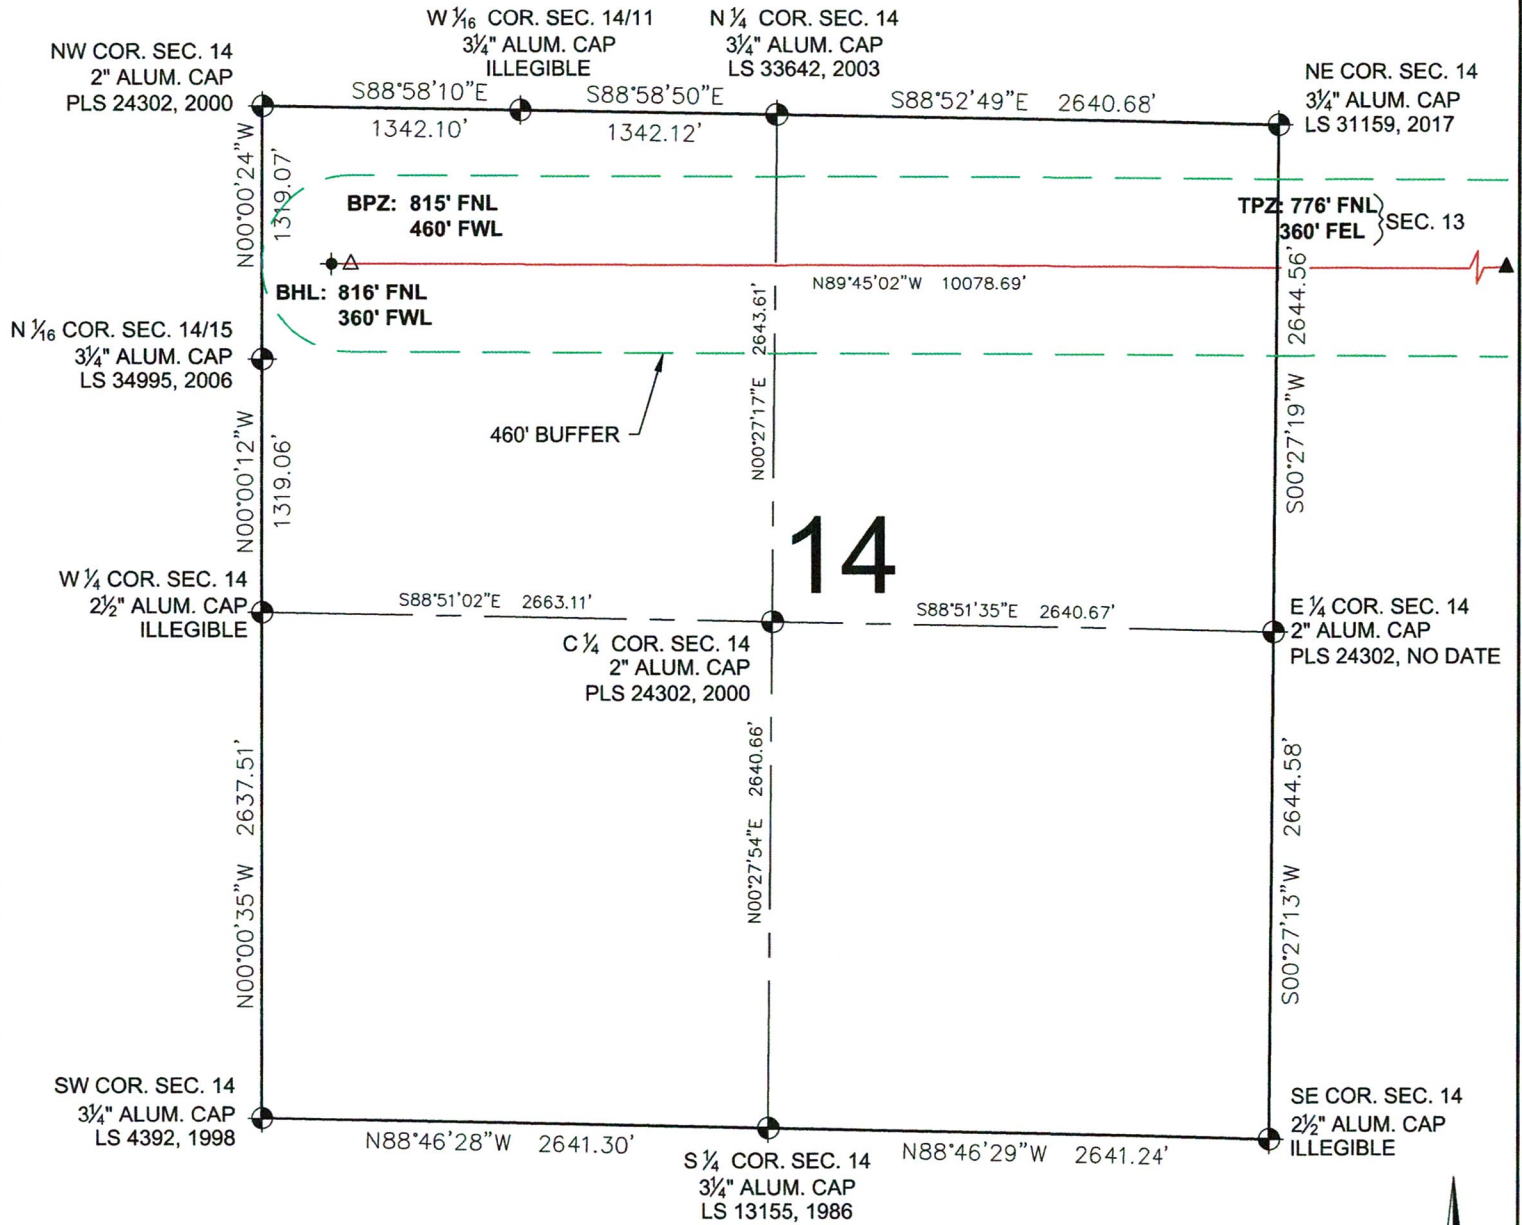 W 1/16 COR. SEC. 14/11
3¼" ALUM. CAP
ILLEGIBLE
N ¼ COR. SEC. 14
3¼" ALUM. CAP
LS 33642, 2003
NW COR. SEC. 14
2" ALUM. CAP
PLS 24302, 2000
NE COR. SEC. 14
3¼" ALUM. CAP
LS 31159, 2017
S88°58'10"E
1342.10'
S88°58'50"E
1342.12'
S88°52'49"E 2640.68'
N00°00'24"W
1319.07'
BPZ: 815' FNL
460' FWL
TPZ: 776' FNL
360' FEL
SEC. 13
BHL: 816' FNL
360' FWL
N89°45'02"W 10078.69'
N 1/16 COR. SEC. 14/15
3¼" ALUM. CAP
LS 34995, 2006
N00°27'17"E 2643.61'
S00°27'19"W 2644.56'
460' BUFFER
N00°00'12"W
1319.06'
14
W ¼ COR. SEC. 14
2½" ALUM. CAP
ILLEGIBLE
S88°51'02"E 2663.11'
S88°51'35"E 2640.67'
C ¼ COR. SEC. 14
2" ALUM. CAP
PLS 24302, 2000
E ¼ COR. SEC. 14
2" ALUM. CAP
PLS 24302, NO DATE
N00°00'35"W 2637.51'
N00°27'54"E 2640.66'
S00°27'13"W 2644.58'
SW COR. SEC. 14
3¼" ALUM. CAP
LS 4392, 1998
N88°46'28"W 2641.30'
S ¼ COR. SEC. 14
3¼" ALUM. CAP
LS 13155, 1986
N88°46'29"W 2641.24'
SE COR. SEC. 14
2½" ALUM. CAP
ILLEGIBLE